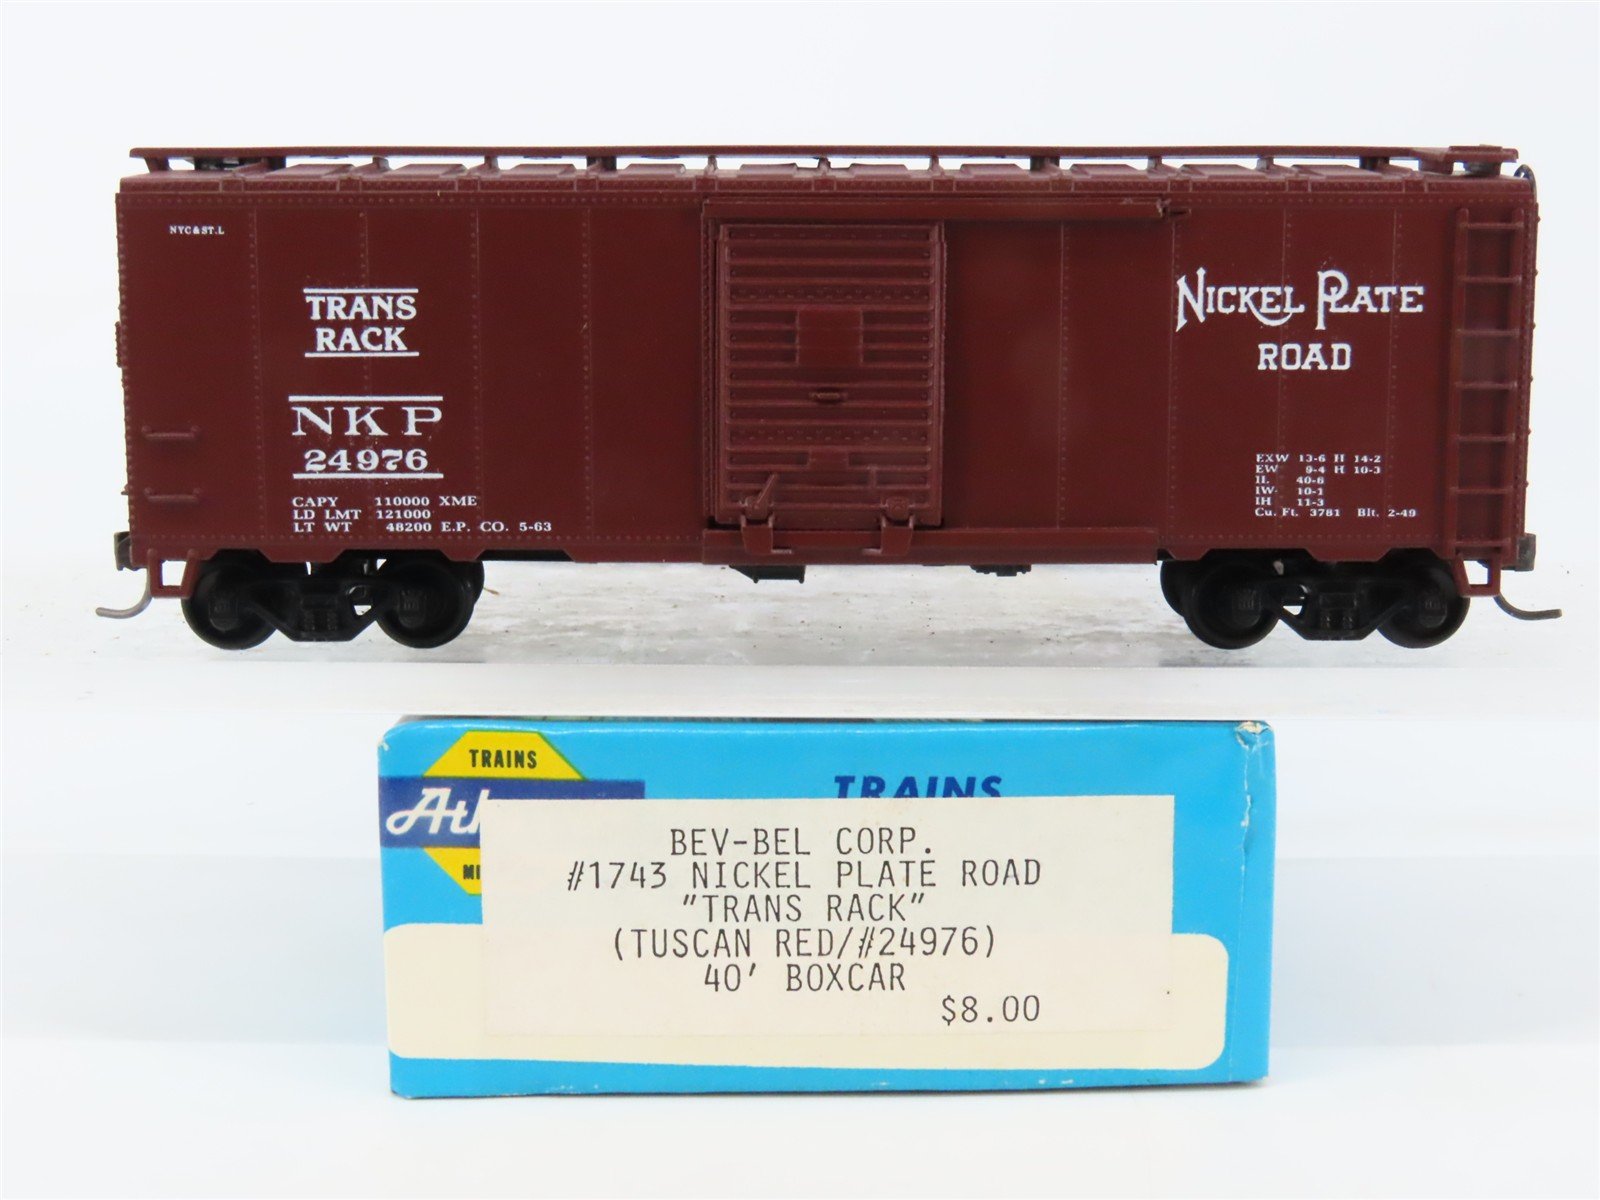 NYC&ST.L
TRANS
RACK
NKP
24976
CAPY 110000 XME
LD LMT 121000
LT WT 48200 E.P. CO. 5-63
NICKEL PLATE
ROAD
EXW 13-6 H 14-2
EW 9-4 H 10-3
IL 40-6
IW 10-1
IH 11-3
Cu. Ft. 3781 Blt. 2-49
TRAINS
Ath
MI
TRAINS
BEV-BEL CORP.
#1743 NICKEL PLATE ROAD
"TRANS RACK"
(TUSCAN RED/#24976)
40' BOXCAR
$8.00